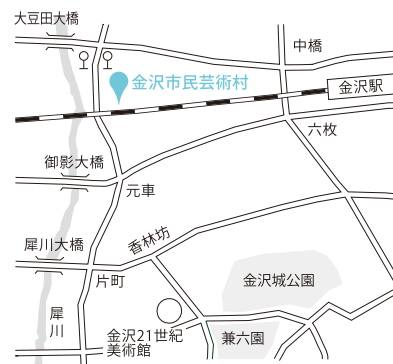 大豆田大橋
中橋
金沢市民芸術村
金沢駅
六枚
御影大橋
元車
香林坊
犀川大橋
片町
金沢城公園
犀川
金沢21世紀
美術館
兼六園